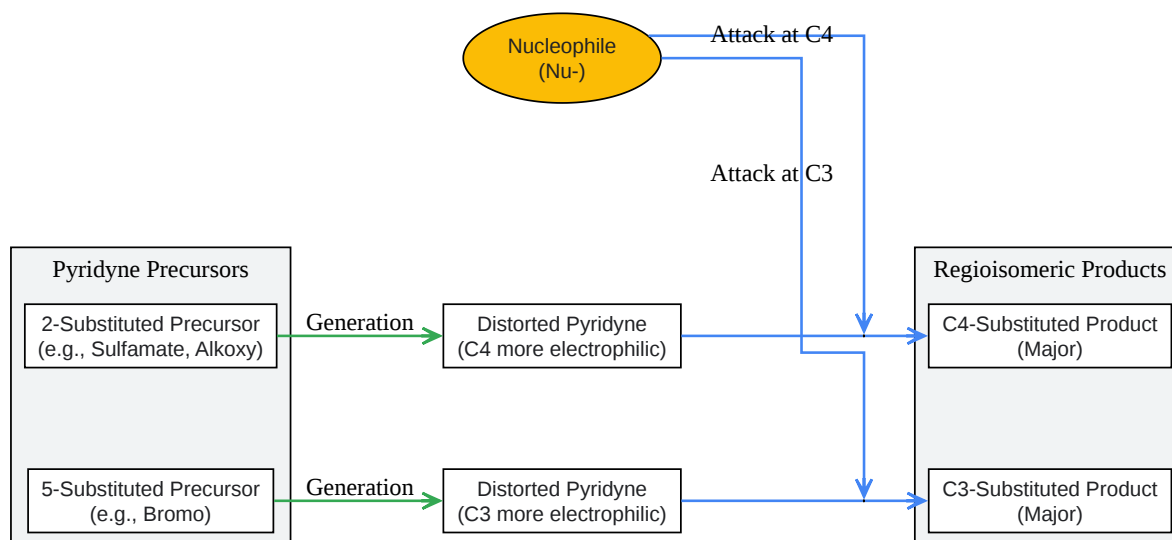 Nucleophile
(Nu-)
Attack at C4
Attack at C3
Pyridyne Precursors
Regioisomeric Products
2-Substituted Precursor
(e.g., Sulfamate, Alkoxy)
Generation
Distorted Pyridyne
(C4 more electrophilic)
C4-Substituted Product
(Major)
5-Substituted Precursor
(e.g., Bromo)
Generation
Distorted Pyridyne
(C3 more electrophilic)
C3-Substituted Product
(Major)